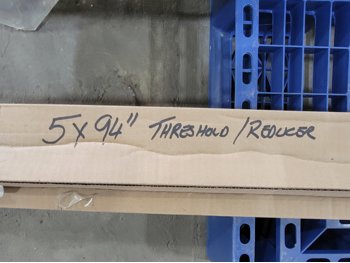 5 x 94" THRESHOLD / REDUCER